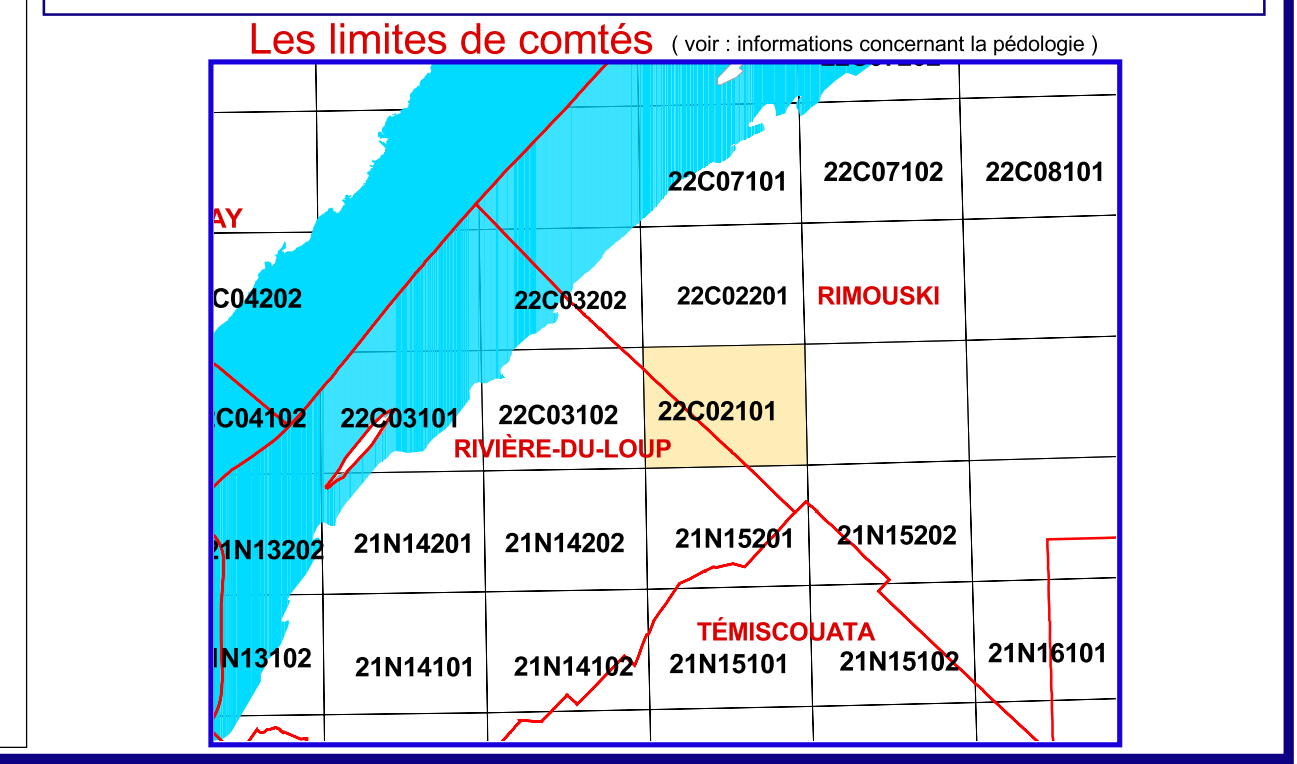 Les limites de comtés ( voir : informations concernant la pédologie )
22C07101 22C07102 22C08101
AY
C04202 22C03202 22C02201 RIMOUSKI
C04102 22C03101 22C03102 22C02101
RIVIÈRE-DU-LOUP
21N13202 21N14201 21N14202 21N15201 21N15202
TÉMISCOUATA
N13102 21N14101 21N14102 21N15101 21N15102 21N16101